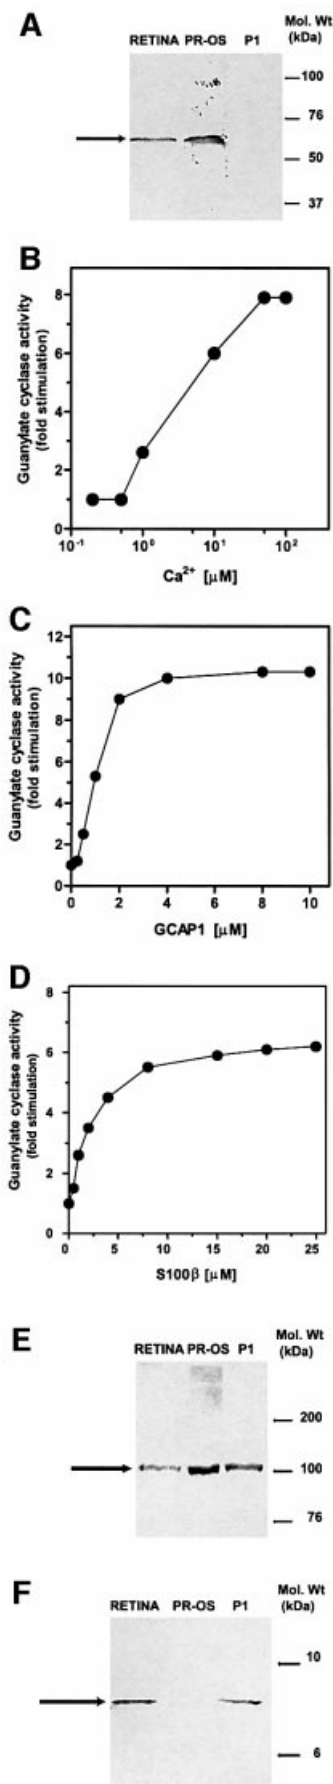 A
Mol. Wt
(kDa)
RETINA PR-OS P1
100
76
50
37
B
Guanylate cyclase activity
(fold stimulation)
8
6
4
2
0
10⁻¹ 10⁰ 10¹ 10²
Ca²⁺ [μM]
C
Guanylate cyclase activity
(fold stimulation)
12
10
8
6
4
2
0
0 2 4 6 8 10
GCAP1 [μM]
D
Guanylate cyclase activity
(fold stimulation)
8
6
4
2
0
0 5 10 15 20 25
S100β [μM]
E
Mol. Wt
(kDa)
RETINA PR-OS P1
200
100
76
F
Mol. Wt
(kDa)
RETINA PR-OS P1
10
6